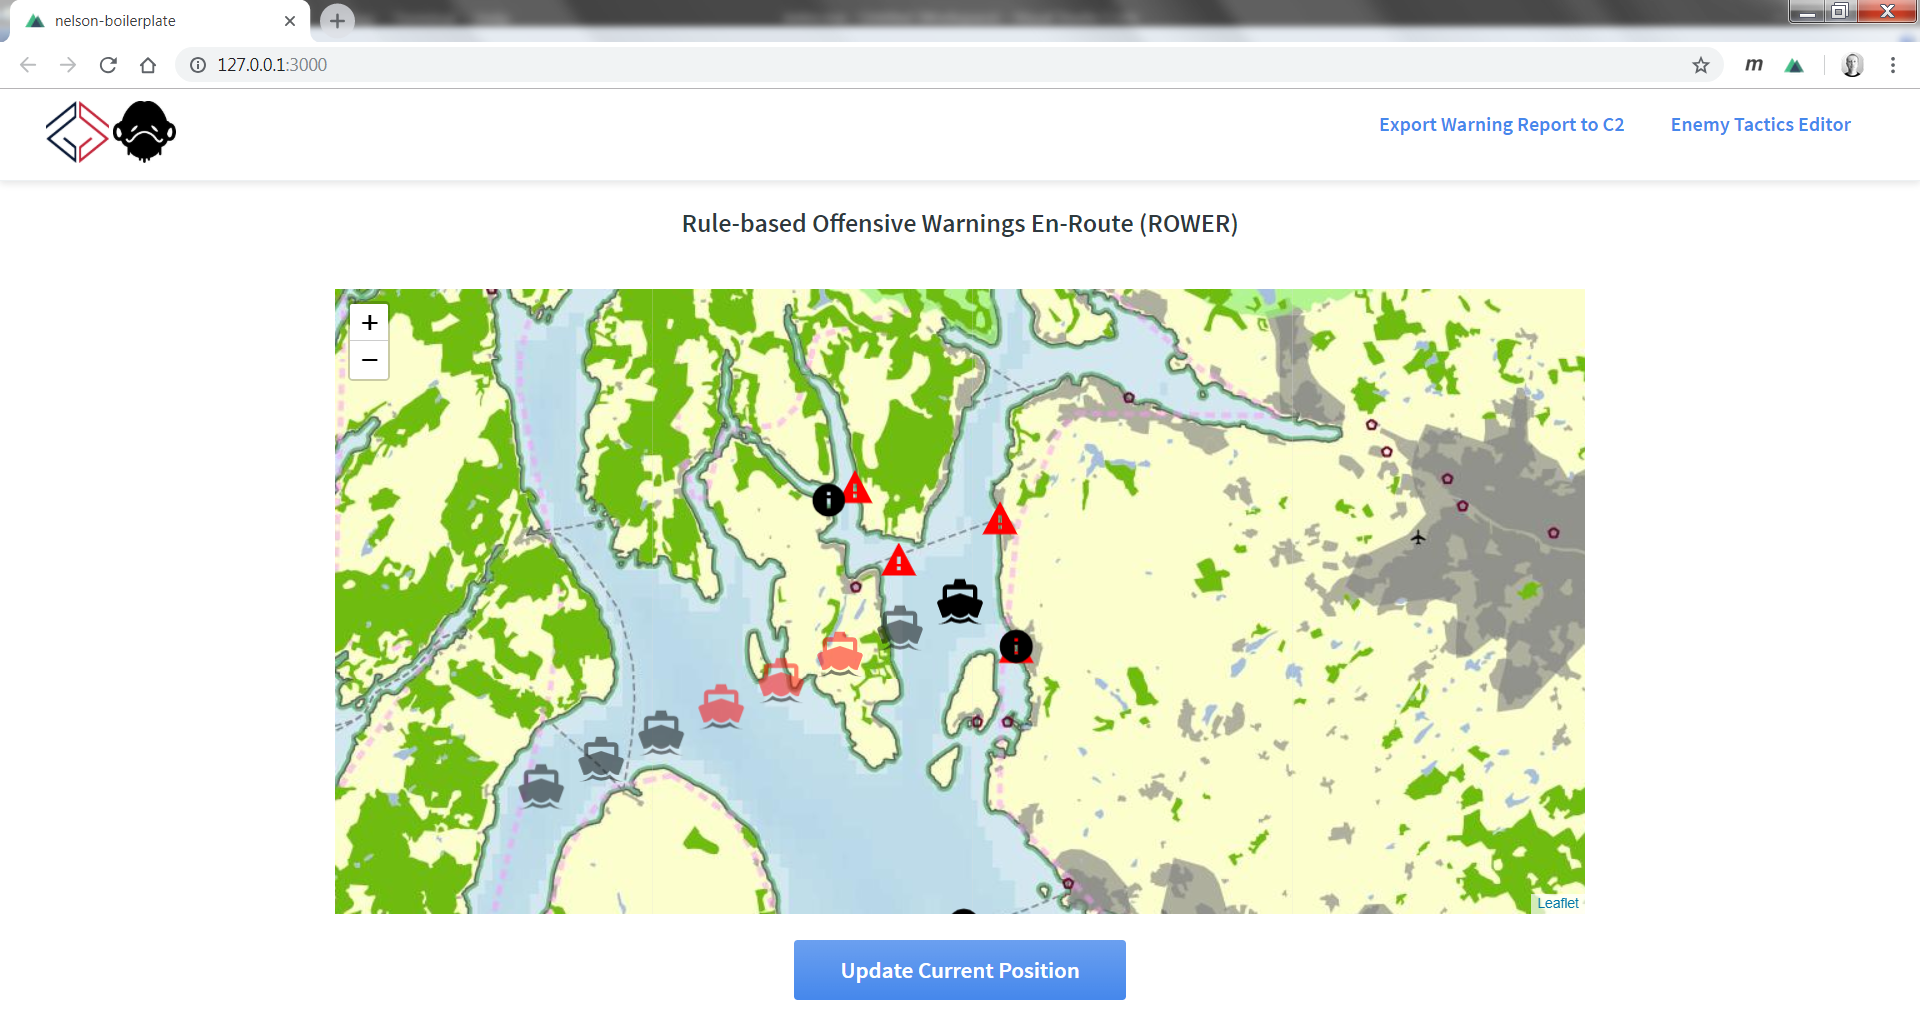 nelson-boilerplate
127.0.0.1:3000
m
Export Warning Report to C2
Enemy Tactics Editor
Rule-based Offensive Warnings En-Route (ROWER)
+
−
Leaflet
Update Current Position